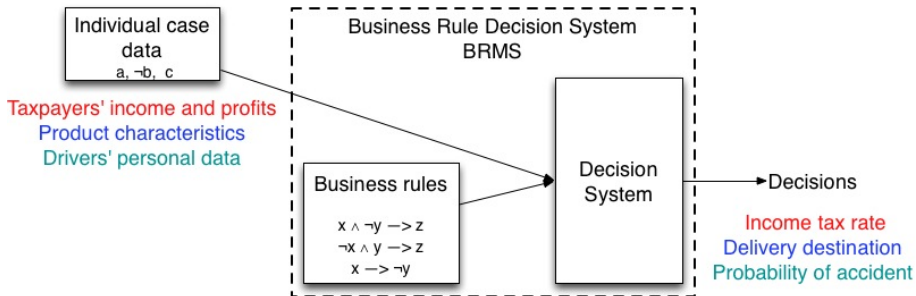 Individual case
data
a, ¬b, c
Taxpayers' income and profits
Product characteristics
Drivers' personal data
Business Rule Decision System
BRMS
Business rules
x ∧ ¬y —> z
¬x ∧ y —> z
x —> ¬y
Decision
System
Decisions
Income tax rate
Delivery destination
Probability of accident